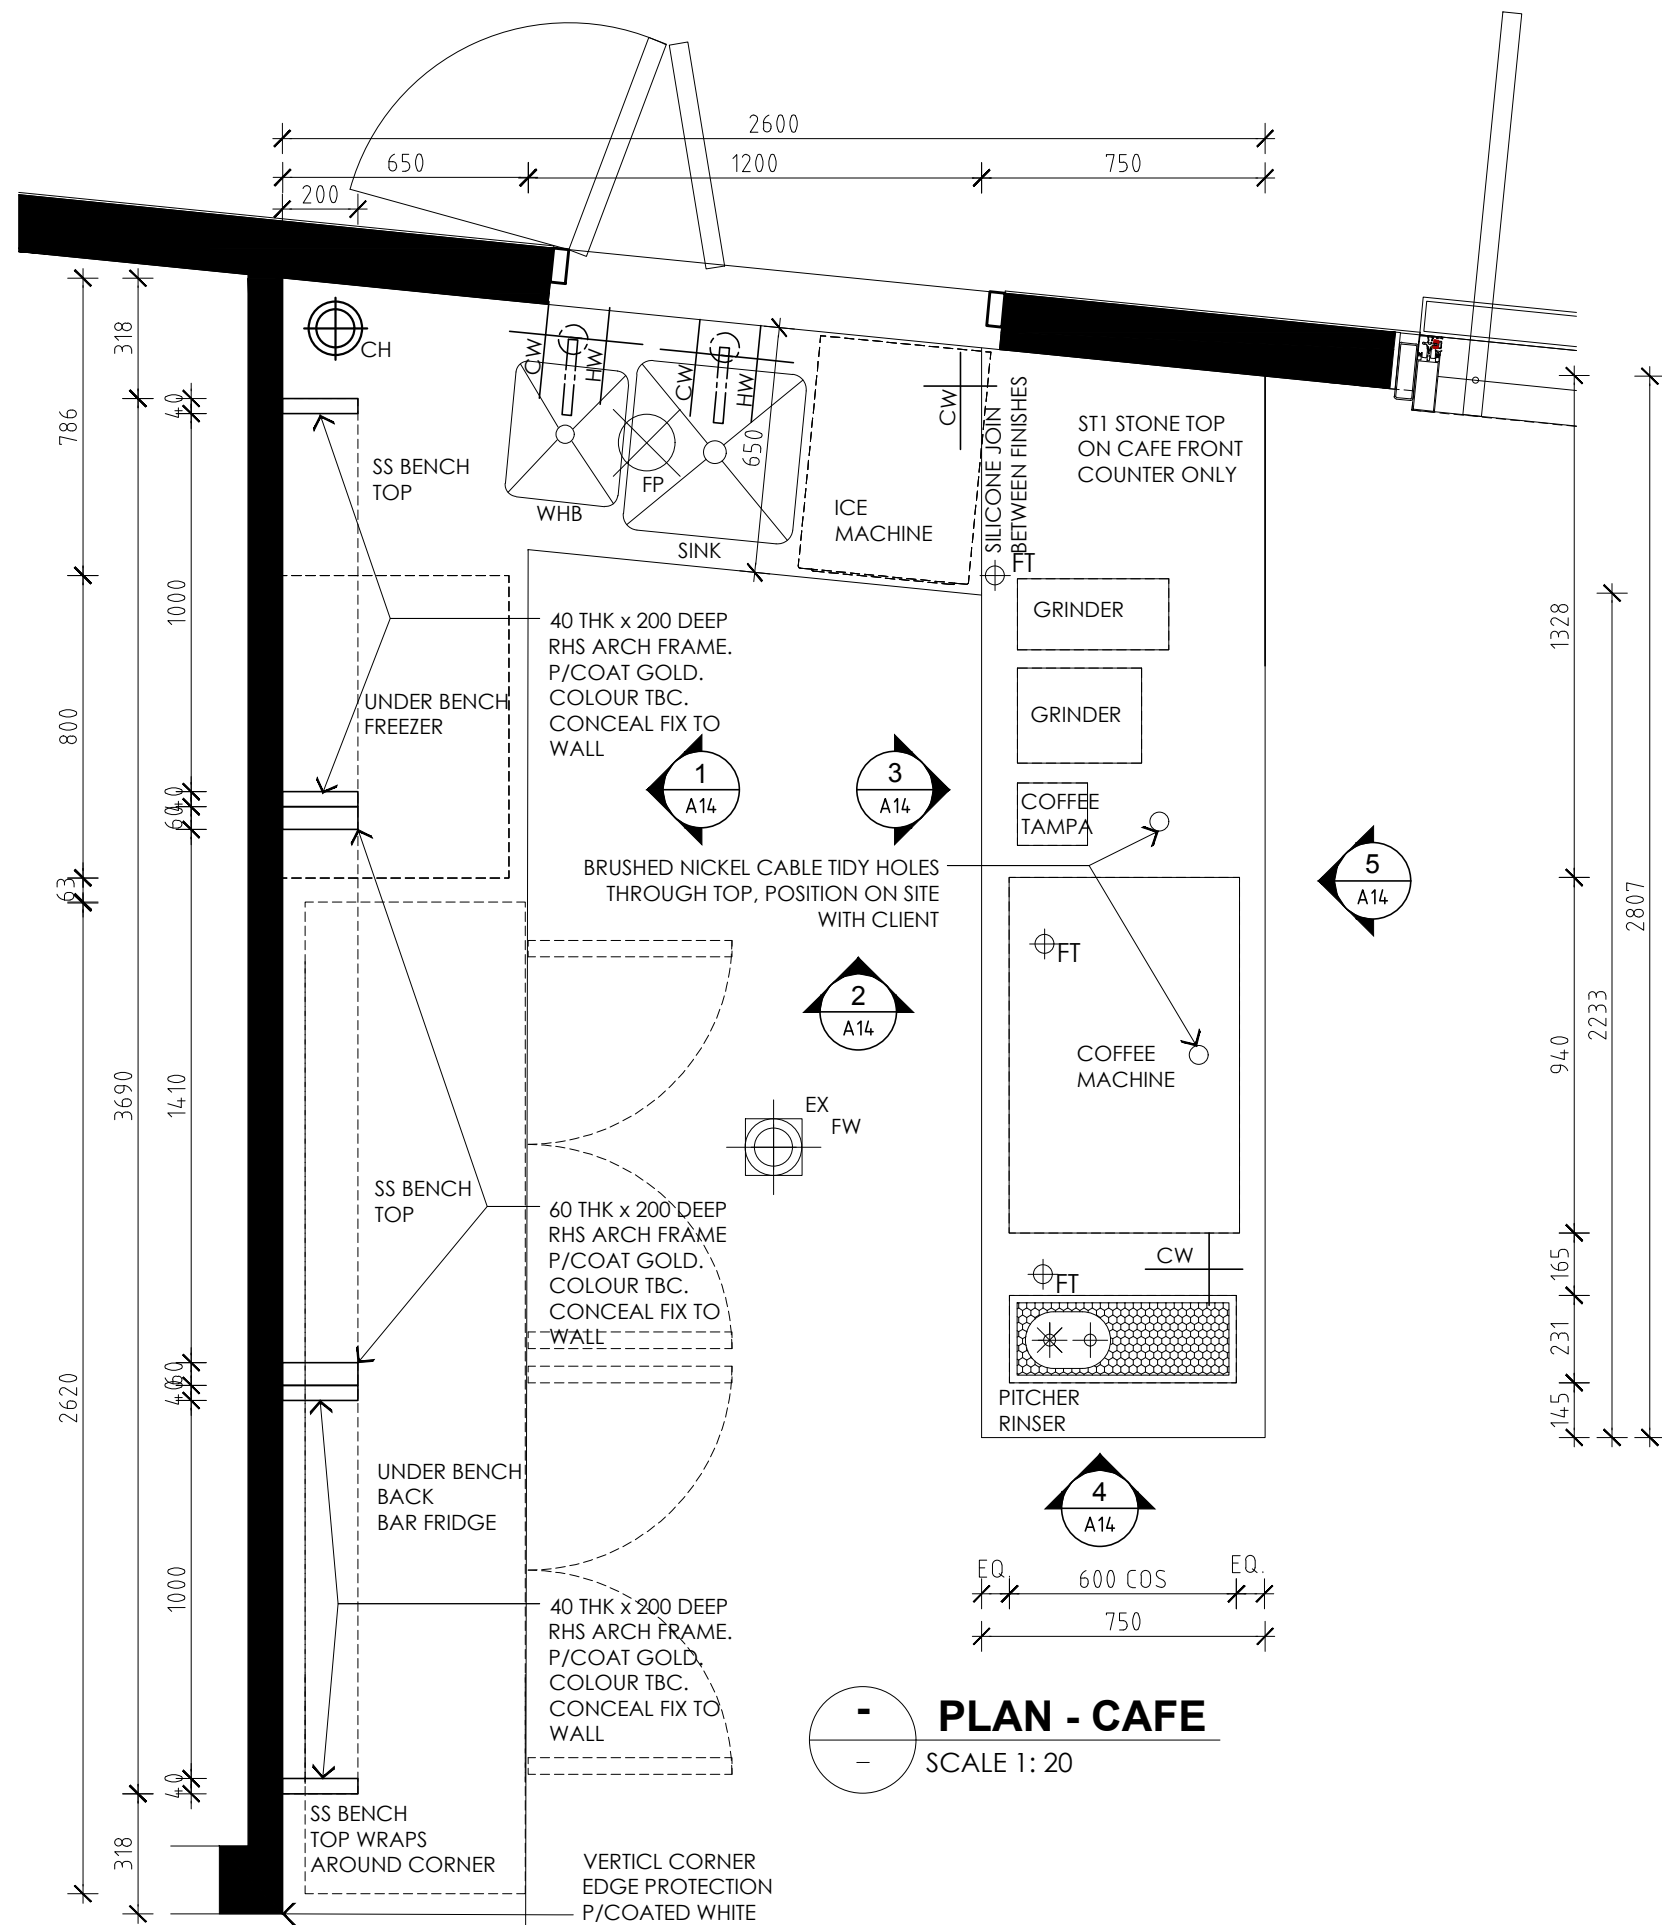 2600
650
1200
750
200
318
786
40
1000
800
40
60
63
3690
1410
2620
60
40
1000
40
318
CH
CW
HW
CW
HW
650
CW
FP
WHB
SINK
ICE
MACHINE
SILICONE JOIN
BETWEEN FINISHES
FT
ST1 STONE TOP
ON CAFE FRONT
COUNTER ONLY
SS BENCH
TOP
40 THK x 200 DEEP
RHS ARCH FRAME.
P/COAT GOLD.
COLOUR TBC.
CONCEAL FIX TO
WALL
UNDER BENCH
FREEZER
GRINDER
GRINDER
COFFEE
TAMPA
1
A14
3
A14
BRUSHED NICKEL CABLE TIDY HOLES
THROUGH TOP, POSITION ON SITE
WITH CLIENT
5
A14
FT
2
A14
COFFEE
MACHINE
EX
FW
1328
2807
2233
940
165
231
145
SS BENCH
TOP
60 THK x 200 DEEP
RHS ARCH FRAME
P/COAT GOLD.
COLOUR TBC.
CONCEAL FIX TO
WALL
CW
FT
PITCHER
RINSER
4
A14
UNDER BENCH
BACK
BAR FRIDGE
EQ
600 COS
EQ.
750
40 THK x 200 DEEP
RHS ARCH FRAME.
P/COAT GOLD.
COLOUR TBC.
CONCEAL FIX TO
WALL
-
–
PLAN - CAFE
SCALE 1: 20
SS BENCH
TOP WRAPS
AROUND CORNER
VERTICL CORNER
EDGE PROTECTION
P/COATED WHITE